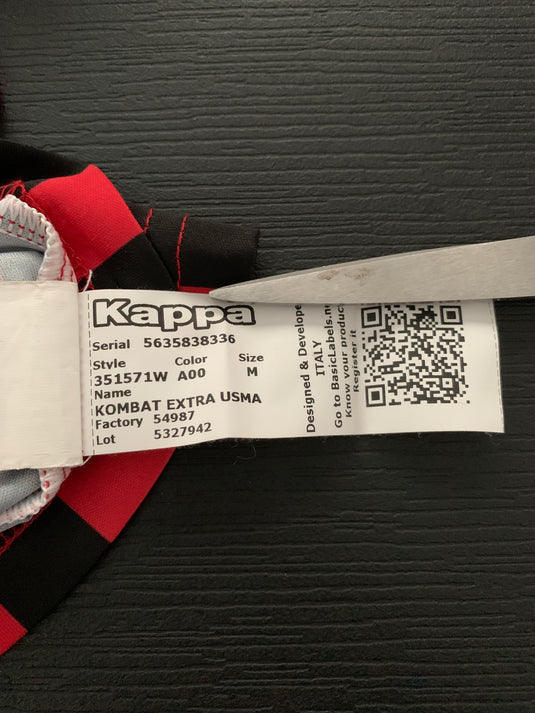 Kappa
Serial 5635838336
Style Color Size
351571W A00 M
Name
KOMBAT EXTRA USMA
Factory 54987
Lot 5327942
Designed & Develope
ITALY
Go to BasicLabels.n
Know your produc
Register it